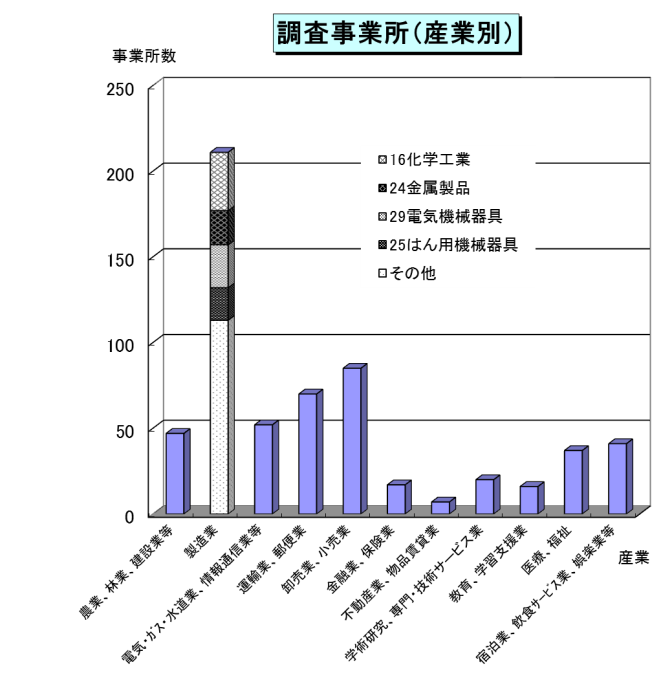 調査事業所(産業別)
事業所数
250
200
150
100
50
0
16化学工業
24金属製品
29電気機械器具
25はん用機械器具
その他
農業、林業、建設業等
製造業
電気・ガス・水道業、情報通信業等
運輸業、郵便業
卸売業、小売業
金融業、保険業
不動産業、物品賃貸業
学術研究、専門・技術サービス業
教育、学習支援業
医療、福祉
宿泊業、飲食サービス業、娯楽業等
産業